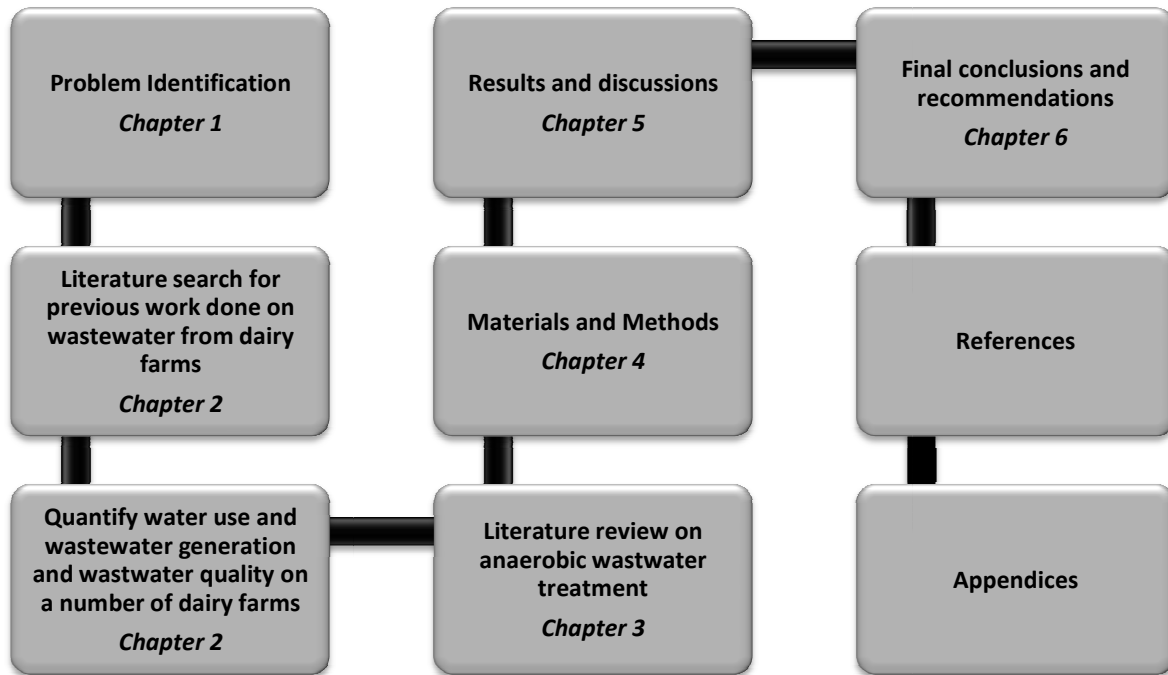 Problem Identification
Chapter 1
Literature search for
previous work done on
wastewater from dairy
farms
Chapter 2
Quantify water use and
wastewater generation
and wastwater quality on
a number of dairy farms
Chapter 2
Literature review on
anaerobic wastwater
treatment
Chapter 3
Materials and Methods
Chapter 4
Results and discussions
Chapter 5
Final conclusions and
recommendations
Chapter 6
References
Appendices